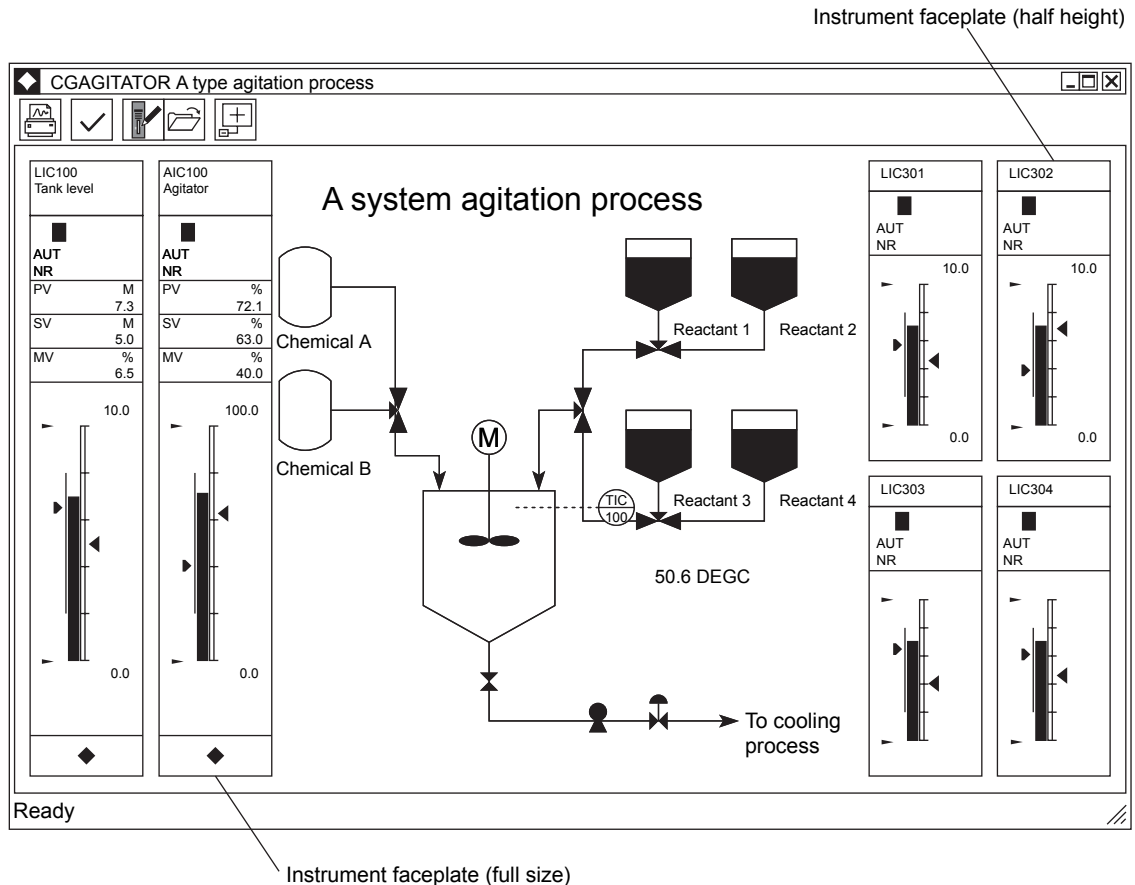 Instrument faceplate (half height)
CGAGITATOR A type agitation process
LIC100
Tank level
AUT
NR
PV M
7.3
SV M
5.0
MV %
6.5
10.0
0.0
AIC100
Agitator
AUT
NR
PV %
72.1
SV %
63.0
MV %
40.0
100.0
0.0
A system agitation process
Chemical A
Chemical B
M
Reactant 1
Reactant 2
Reactant 3
Reactant 4
TIC
100
50.6 DEGC
To cooling
process
LIC301
AUT
NR
10.0
0.0
LIC302
AUT
NR
10.0
0.0
LIC303
AUT
NR
LIC304
AUT
NR
Ready
Instrument faceplate (full size)